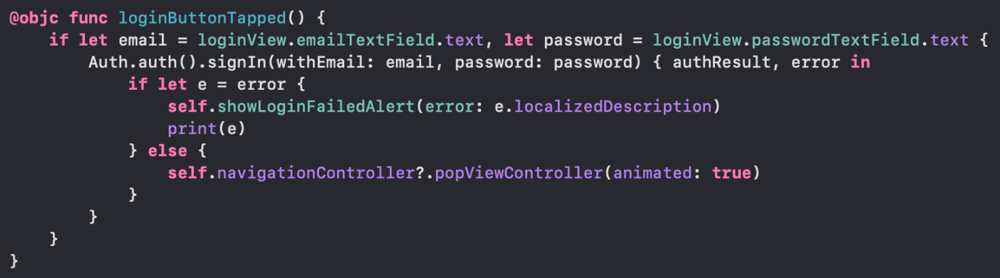 @objc func loginButtonTapped() {
    if let email = loginView.emailTextField.text, let password = loginView.passwordTextField.text {
        Auth.auth().signIn(withEmail: email, password: password) { authResult, error in
            if let e = error {
                self.showLoginFailedAlert(error: e.localizedDescription)
                print(e)
            } else {
                self.navigationController?.popViewController(animated: true)
            }
        }
    }
}